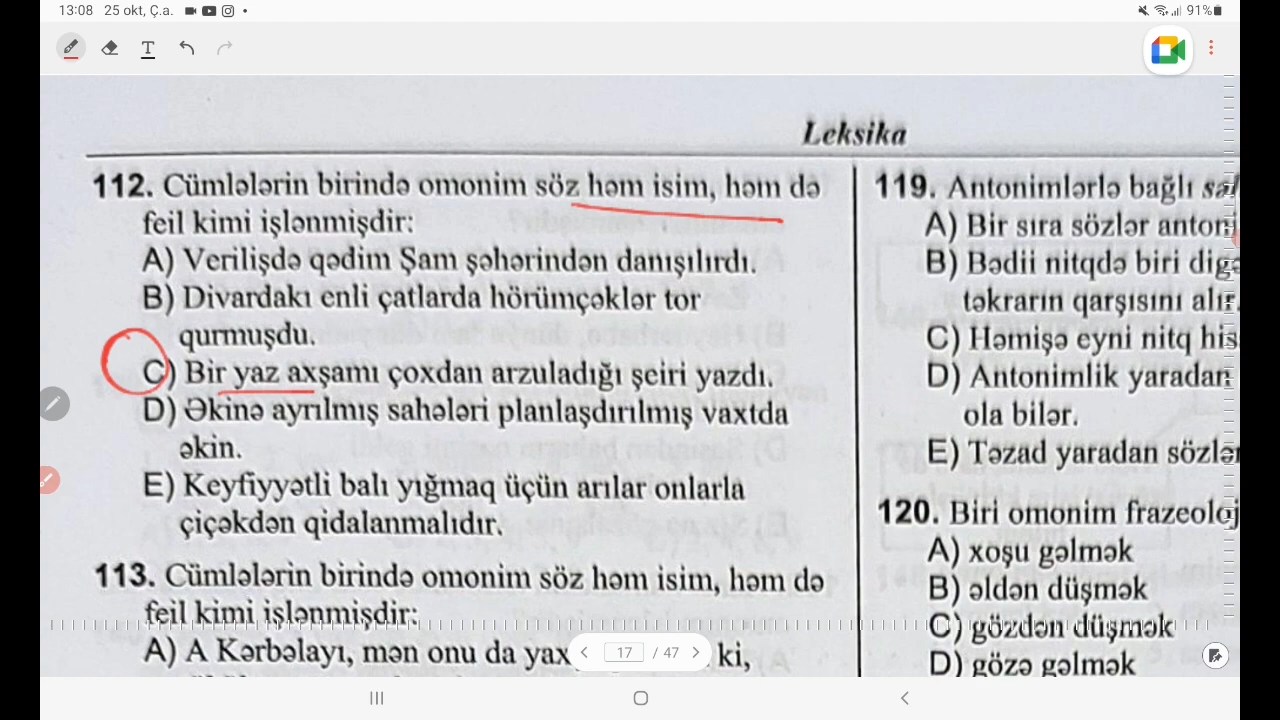 13:08 25 okt, Ç.a.
91%
T
Leksika
112. Cümlələrin birində omonim söz həm isim, həm də
feil kimi işlənmişdir:
A) Verilişdə qədim Şam şəhərindən danışılırdı.
B) Divardakı enli çatlarda hörümçəklər tor
qurmuşdu.
C) Bir yaz axşamı çoxdan arzuladığı şeiri yazdı.
D) Əkinə ayrılmış sahələri planlaşdırılmış vaxtda
əkin.
E) Keyfiyyətli balı yığmaq üçün arılar onlarla
çiçəkdən qidalanmalıdır.
113. Cümlələrin birində omonim söz həm isim, həm də
feil kimi işlənmişdir:
A) A Kərbəlayı, mən onu da yax ki,
119. Antonimlərlə bağlı
A) Bir sıra sözlər antoni
B) Bədii nitqdə biri digə
təkrarın qarşısını alır.
C) Həmişə eyni nitq his
D) Antonimlik yaradan
ola bilər.
E) Təzad yaradan sözlər
120. Biri omonim frazeoloj
A) xoşu gəlmək
B) əldən düşmək
C) gözdən düşmək
D) gözə gəlmək
17 / 47